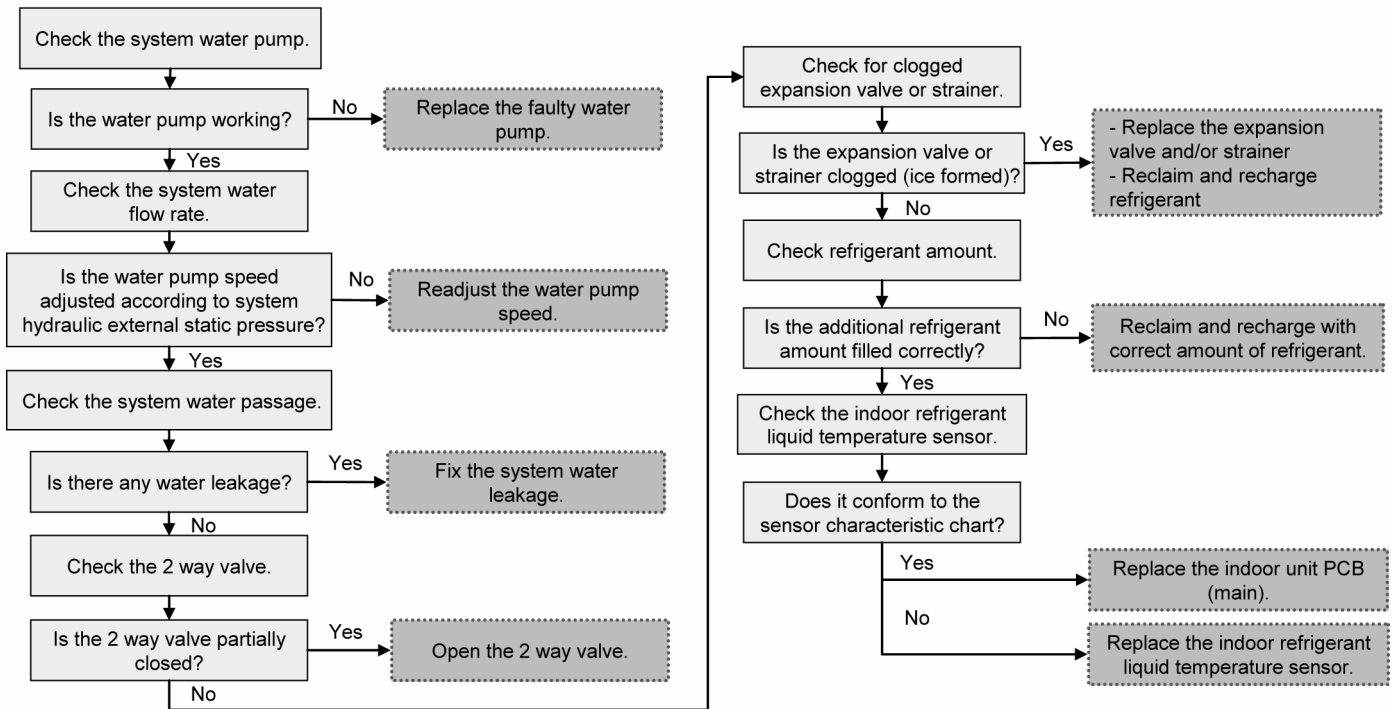 Check the system water pump.
Is the water pump working?
No
Replace the faulty water
pump.
Yes
Check the system water
flow rate.
Is the water pump speed
adjusted according to system
hydraulic external static pressure?
No
Readjust the water pump
speed.
Yes
Check the system water passage.
Is there any water leakage?
Yes
Fix the system water
leakage.
No
Check the 2 way valve.
Is the 2 way valve partially
closed?
Yes
Open the 2 way valve.
No
Check for clogged
expansion valve or strainer.
Is the expansion valve or
strainer clogged (ice formed)?
Yes
- Replace the expansion
valve and/or strainer
- Reclaim and recharge
refrigerant
No
Check refrigerant amount.
Is the additional refrigerant
amount filled correctly?
No
Reclaim and recharge with
correct amount of refrigerant.
Yes
Check the indoor refrigerant
liquid temperature sensor.
Does it conform to the
sensor characteristic chart?
Yes
Replace the indoor unit PCB
(main).
No
Replace the indoor refrigerant
liquid temperature sensor.